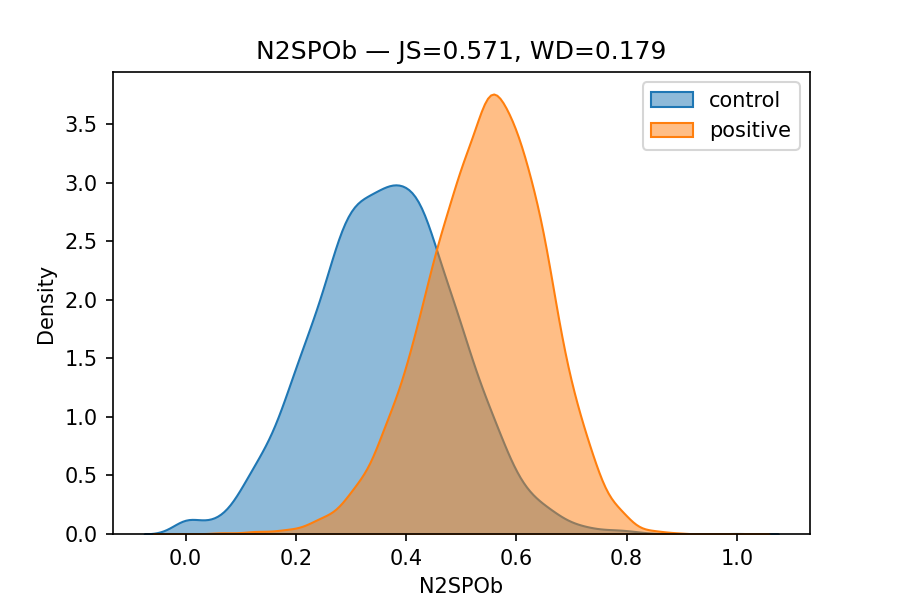 N2SPOb — JS=0.571, WD=0.179
control
positive
Density
3.5
3.0
2.5
2.0
1.5
1.0
0.5
0.0
0.0 0.2 0.4 0.6 0.8 1.0
N2SPOb